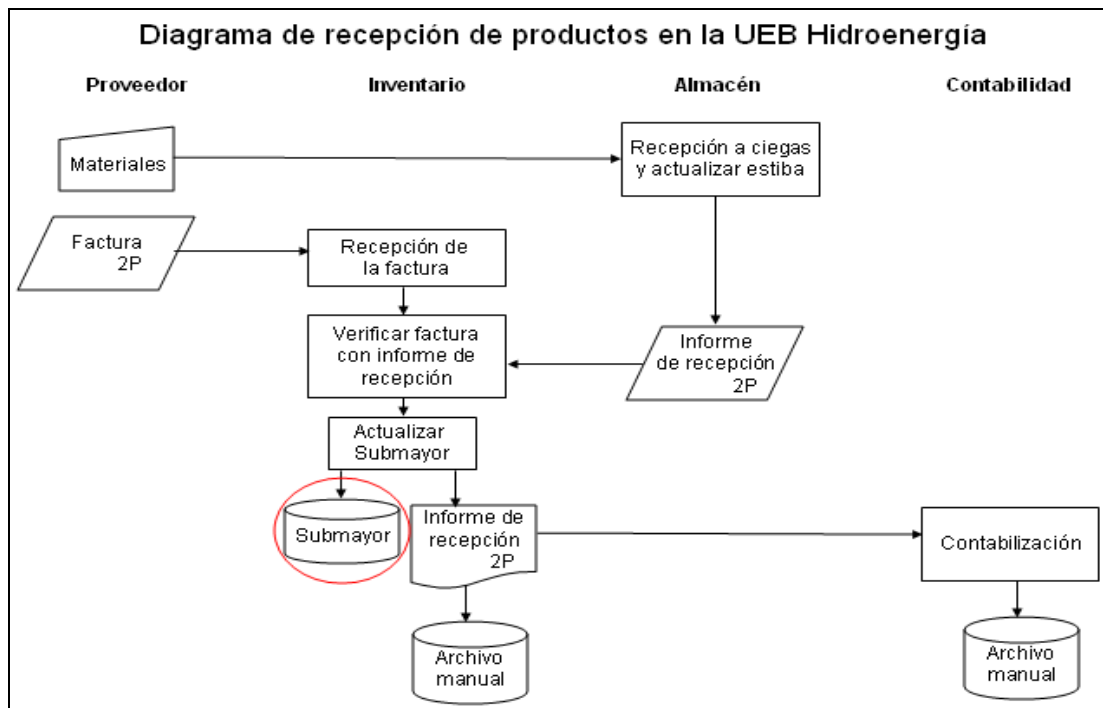 Diagrama de recepción de productos en la UEB Hidroenergía
Proveedor
Inventario
Almacén
Contabilidad
Materiales
Recepción a ciegas
y actualizar estiba
Factura
2P
Recepción de
la factura
Verificar factura
con informe de
recepción
Informe
de recepción
2P
Actualizar
Submayor
Submayor
Informe de
recepción
2P
Contabilización
Archivo
manual
Archivo
manual